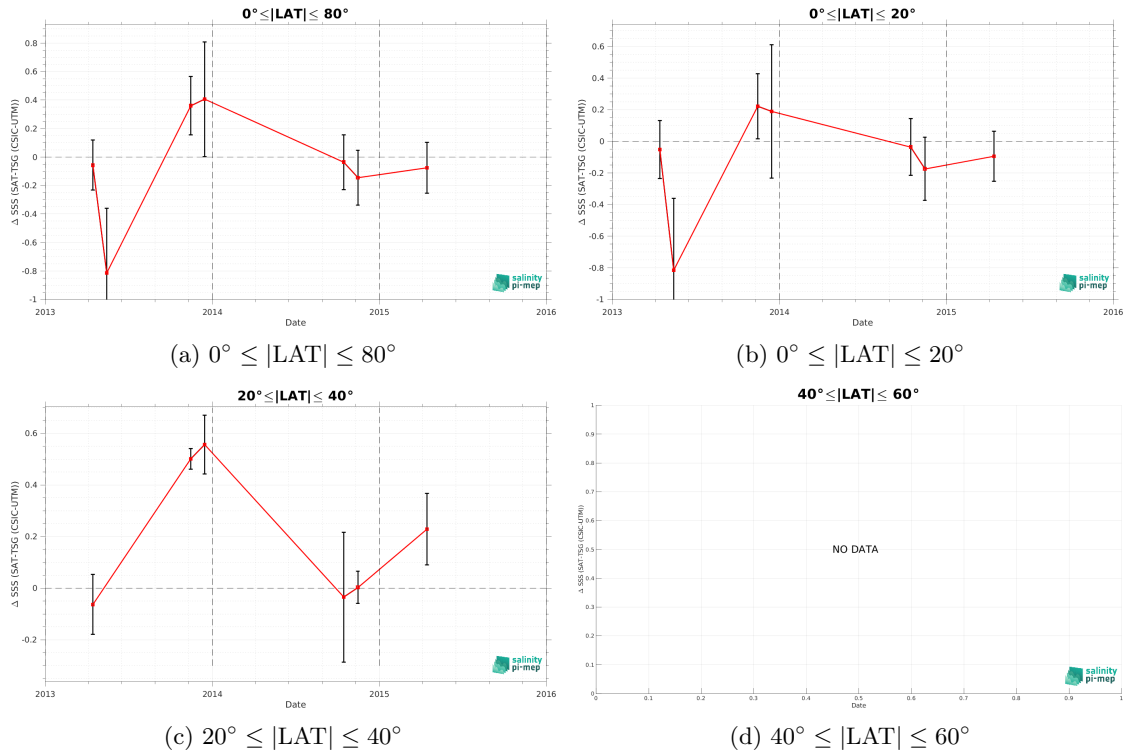 0°≤|LAT|≤ 80°
Δ SSS (SAT-TSG (CSIC-UTM))
0.8
0.6
0.4
0.2
0
-0.2
-0.4
-0.6
-0.8
-1
2013
2014
2015
2016
Date
salinity
pi-mep
(a) 0° ≤ |LAT| ≤ 80°
0°≤|LAT|≤ 20°
Δ SSS (SAT-TSG (CSIC-UTM))
0.6
0.4
0.2
0
-0.2
-0.4
-0.6
-0.8
-1
2013
2014
2015
2016
Date
salinity
pi-mep
(b) 0° ≤ |LAT| ≤ 20°
20°≤|LAT|≤ 40°
Δ SSS (SAT-TSG (CSIC-UTM))
0.6
0.4
0.2
0
-0.2
2013
2014
2015
2016
Date
salinity
pi-mep
(c) 20° ≤ |LAT| ≤ 40°
40°≤|LAT|≤ 60°
Δ SSS (SAT-TSG (CSIC-UTM))
1
0.9
0.8
0.7
0.6
0.5
0.4
0.3
0.2
0.1
0
NO DATA
0
0.1
0.2
0.3
0.4
0.5
0.6
0.7
0.8
0.9
1
Date
salinity
pi-mep
(d) 40° ≤ |LAT| ≤ 60°